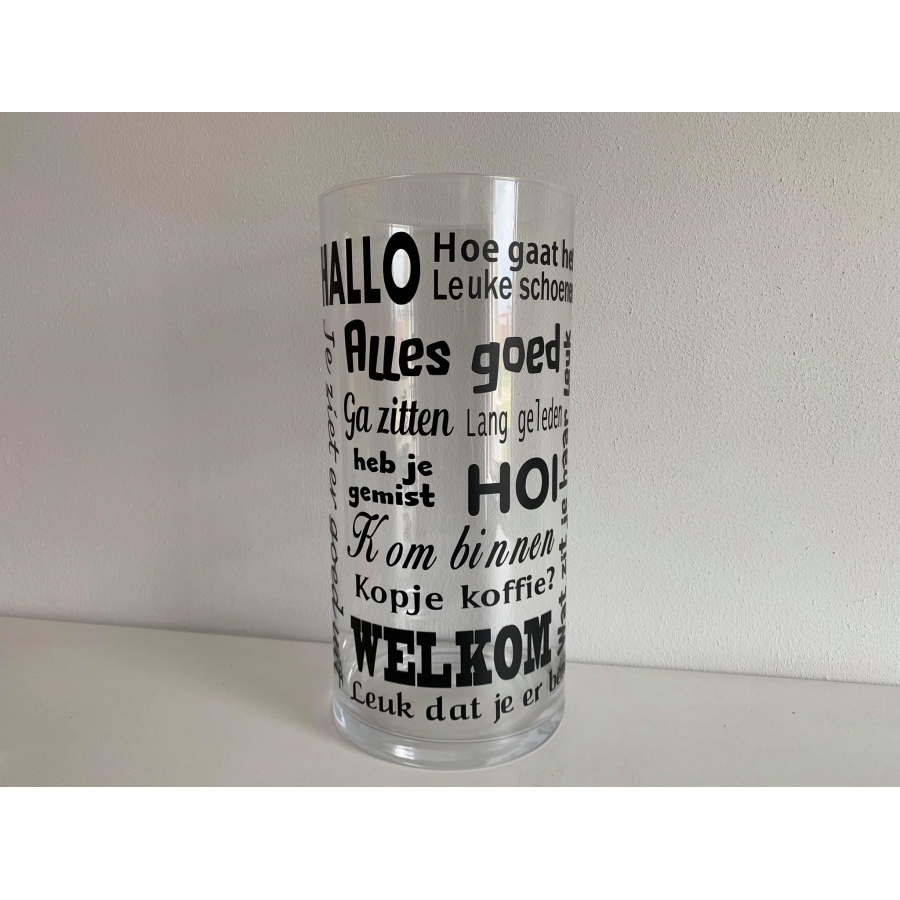 HALLO
Hoe gaat he
Leuke schoene
Alles goed
Je ziet er goed uit
Ga zitten
Lang geleden
heb je
gemist
HOI
Wat zit je haar leuk
Kom binnen
Kopje koffie?
WELKOM
Leuk dat je er be